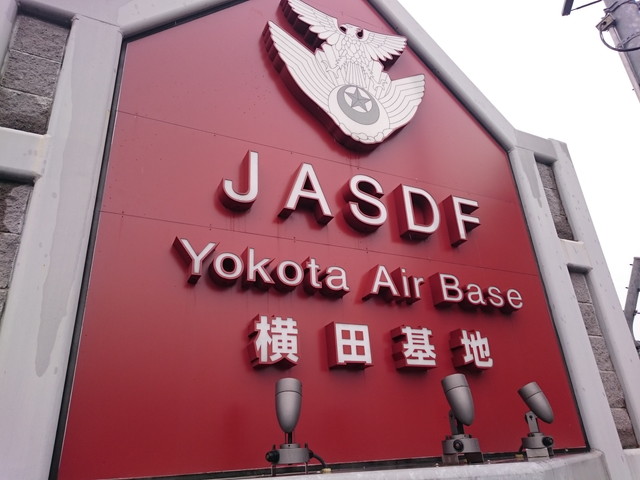 JASDF
Yokota Air Base
横田基地